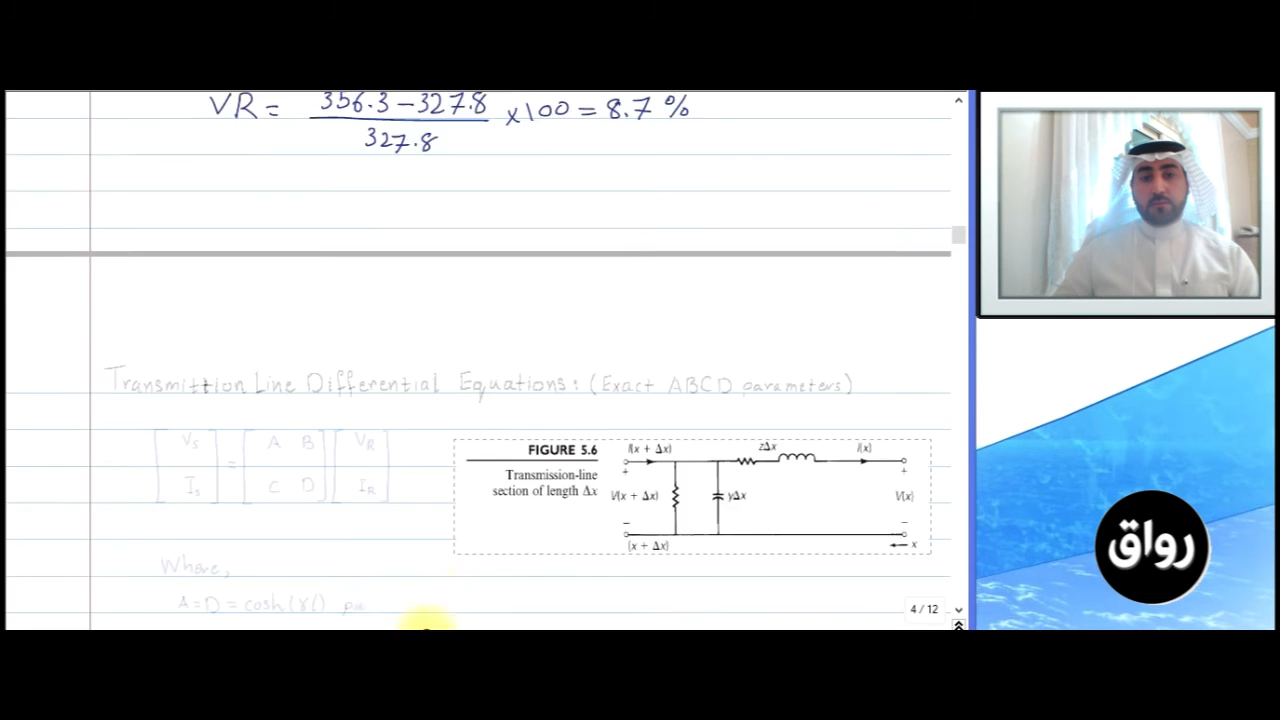 VR = 356.3 - 327.8 / 327.8 × 100 = 8.7 %
Transmittion Line Differential Equations: (Exact ABCD parameters)
[Vs Is] = [A B C D] [VR IR]
FIGURE 5.6
Transmission-line
section of length Δx
I(x + Δx)
zΔx
I(x)
+
+
V(x + Δx)
yΔx
V(x)
–
–
(x + Δx)
x
Where,
A=D = cosh(γl) pu
4 / 12
رواق